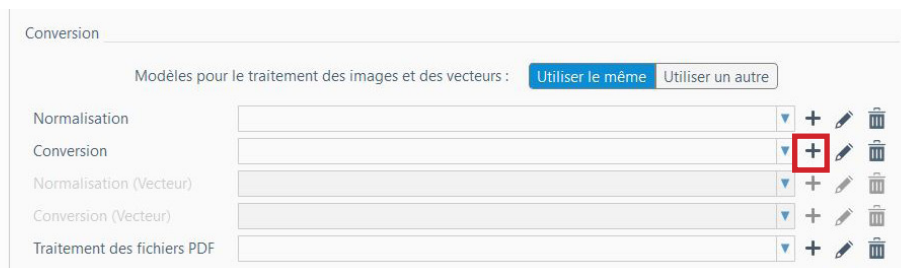 Conversion
Modèles pour le traitement des images et des vecteurs : Utiliser le même Utiliser un autre
Normalisation
Conversion
Normalisation (Vecteur)
Conversion (Vecteur)
Traitement des fichiers PDF